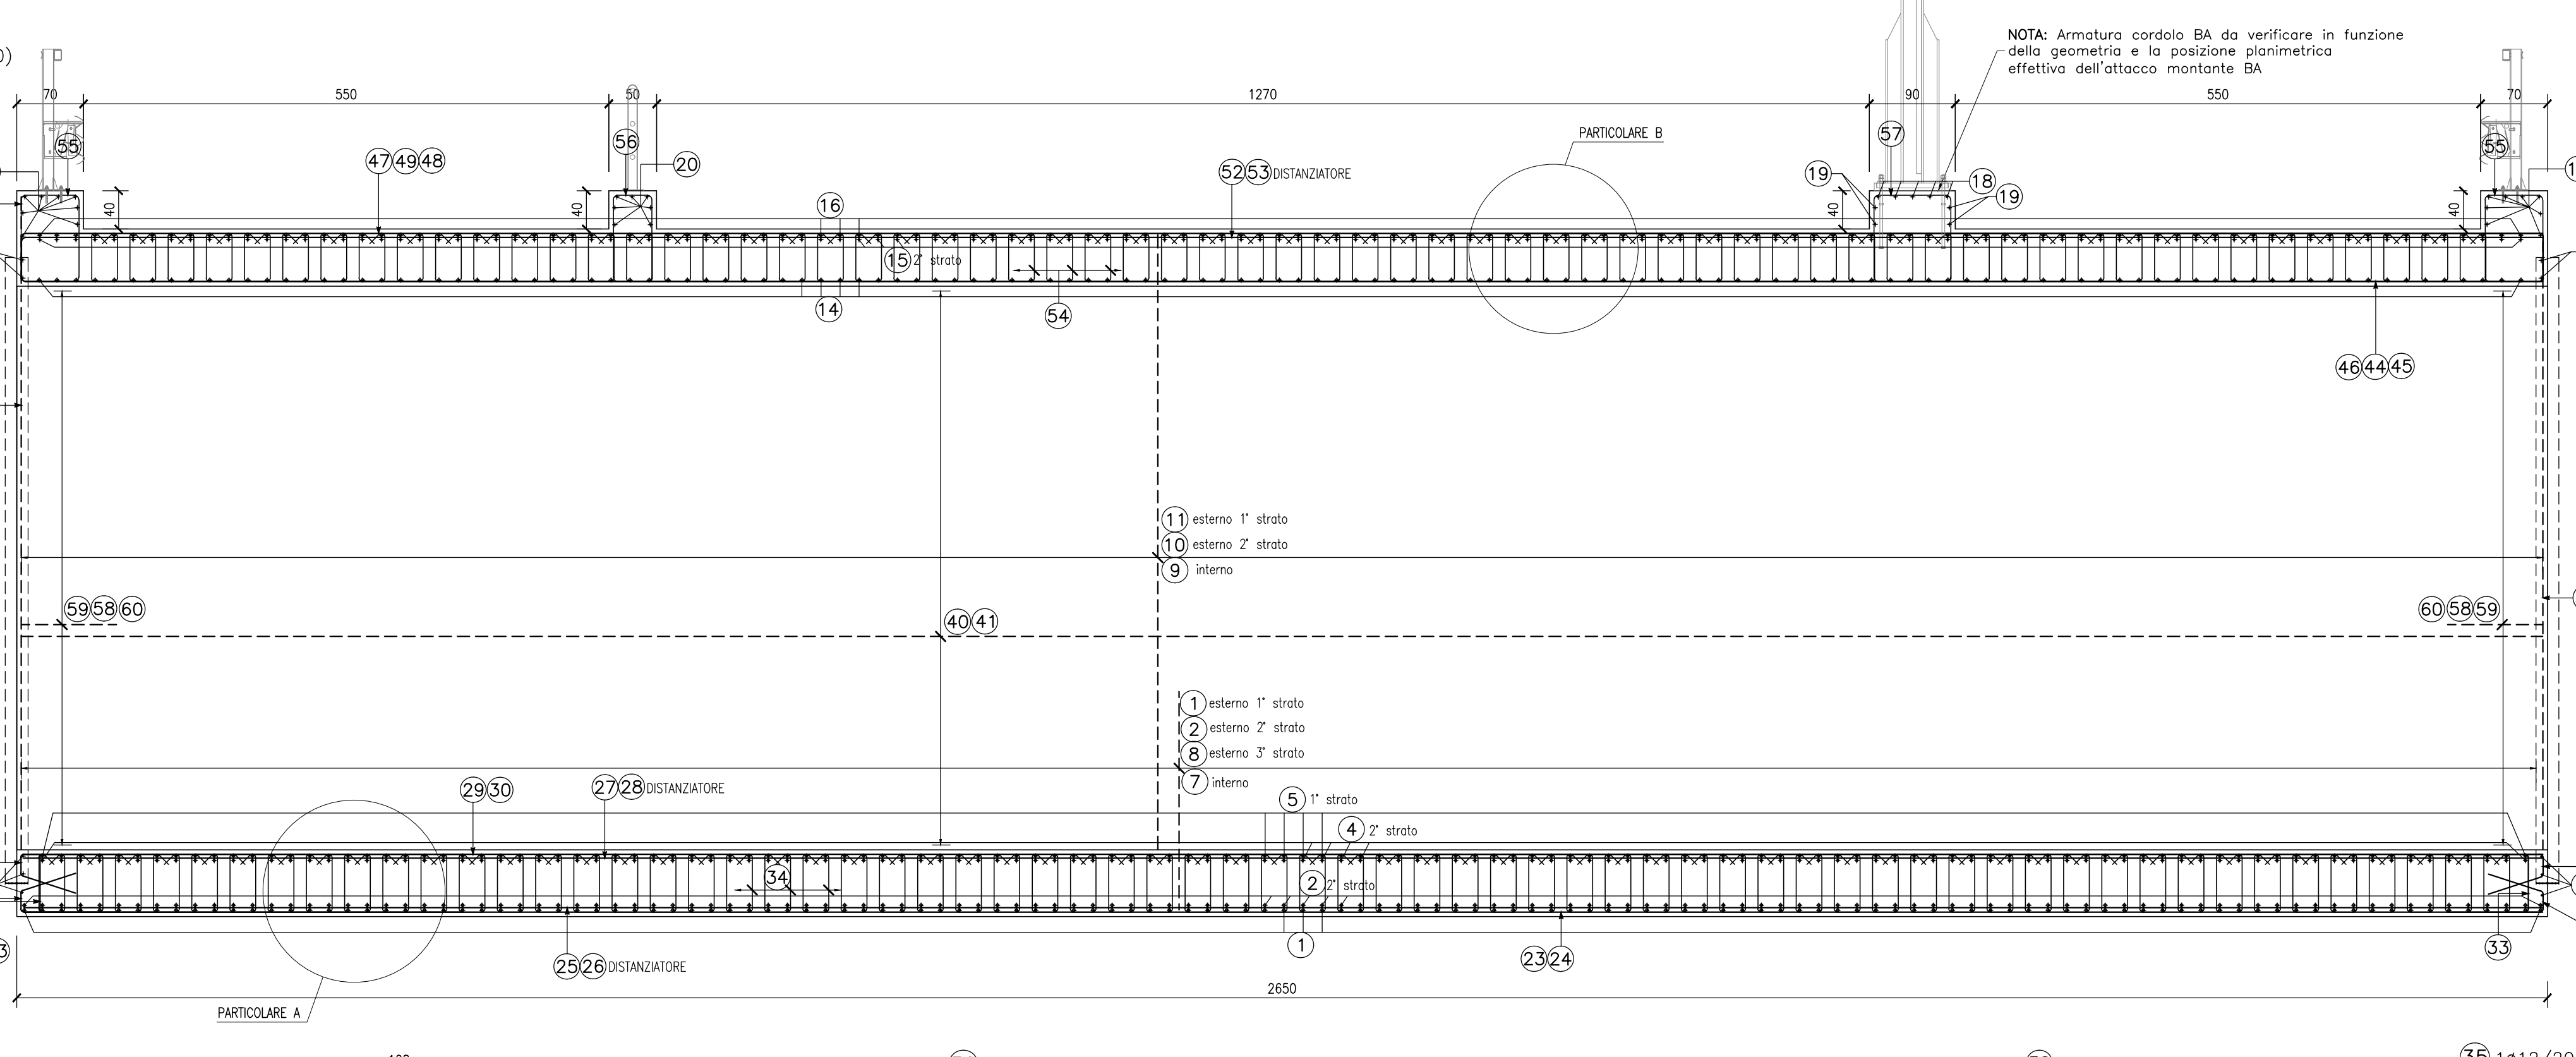 0)
NOTA: Armatura cordolo BA da verificare in funzione
della geometria e la posizione planimetrica
effettiva dell'attacco montante BA
70
550
50
1270
90
550
70
PARTICOLARE B
55
56
57
55
47 49 48
20
52 53 DISTANZIATORE
19
18
19
40
40
40
40
16
15 2° strato
14
54
46 44 45
11 esterno 1° strato
10 esterno 2° strato
9 interno
59 58 60
40 41
60 58 59
1 esterno 1° strato
2 esterno 2° strato
8 esterno 3° strato
7 interno
29 30
27 28 DISTANZIATORE
5 1° strato
4 2° strato
34
2 2° strato
1
33
25 26 DISTANZIATORE
23 24
2650
PARTICOLARE A